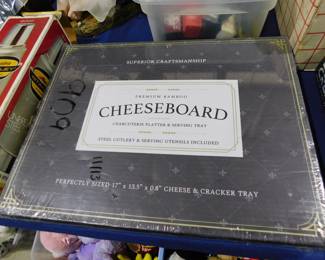 SUPERIOR CRAFTSMANSHIP
PREMIUM BAMBOO
CHEESEBOARD
CHARCUTERIE PLATTER & SERVING TRAY
STEEL CUTLERY & SERVING UTENSILS INCLUDED
PERFECTLY SIZED 17" x 13.5" x 0.8" CHEESE & CRACKER TRAY